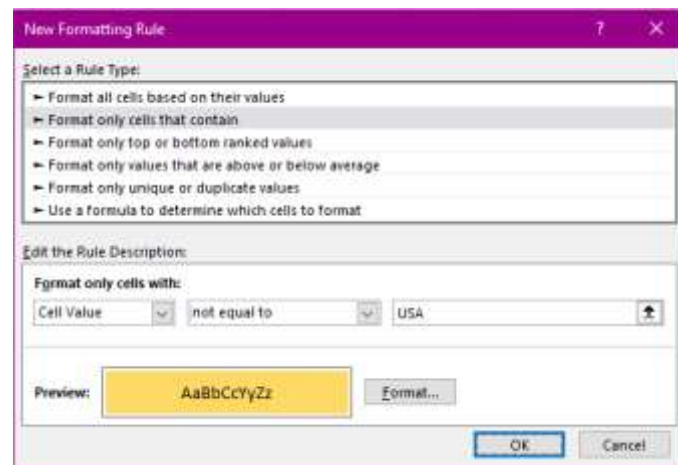 New Formatting Rule ? ×
Select a Rule Type:
► Format all cells based on their values
► Format only cells that contain
► Format only top or bottom ranked values
► Format only values that are above or below average
► Format only unique or duplicate values
► Use a formula to determine which cells to format
Edit the Rule Description:
Format only cells with:
Cell Value not equal to USA
Preview: AaBbCcYyZz Format...
OK Cancel